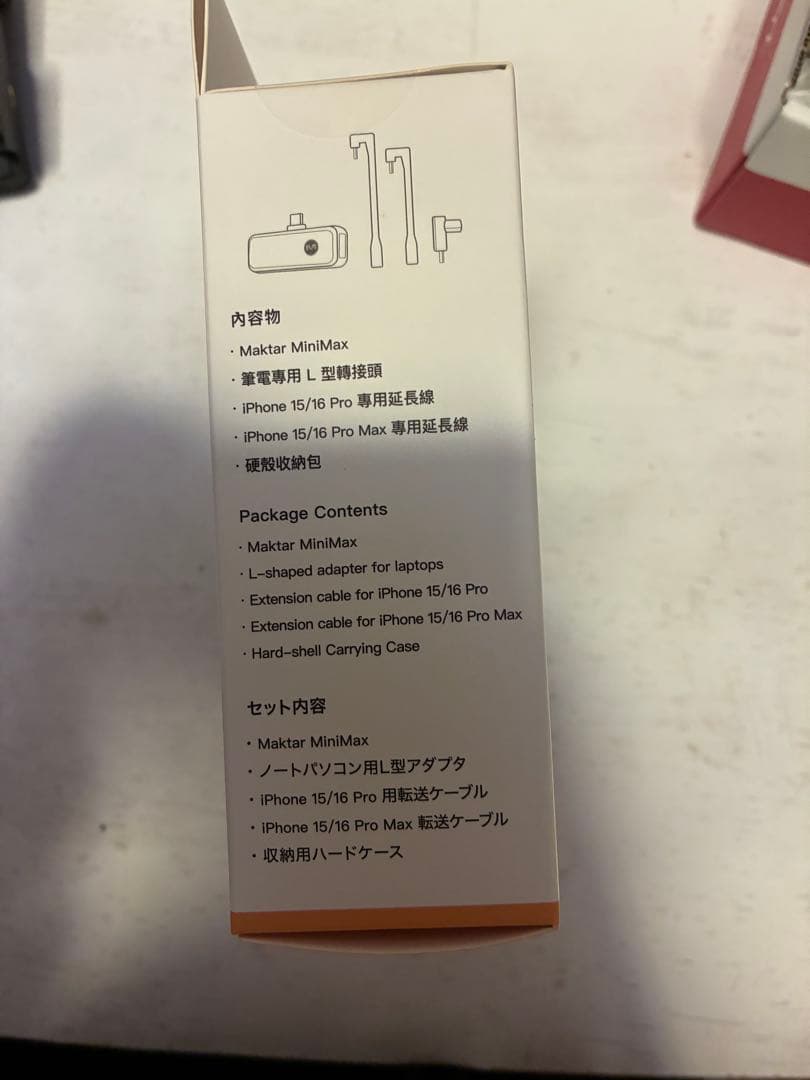 內容物
· Maktar MiniMax
· 筆電專用 L 型轉接頭
· iPhone 15/16 Pro 專用延長線
· iPhone 15/16 Pro Max 專用延長線
· 硬殼收納包
Package Contents
· Maktar MiniMax
· L-shaped adapter for laptops
· Extension cable for iPhone 15/16 Pro
· Extension cable for iPhone 15/16 Pro Max
· Hard-shell Carrying Case
セット内容
・ Maktar MiniMax
・ ノートパソコン用L型アダプタ
・ iPhone 15/16 Pro 用転送ケーブル
・ iPhone 15/16 Pro Max 転送ケーブル
・ 収納用ハードケース